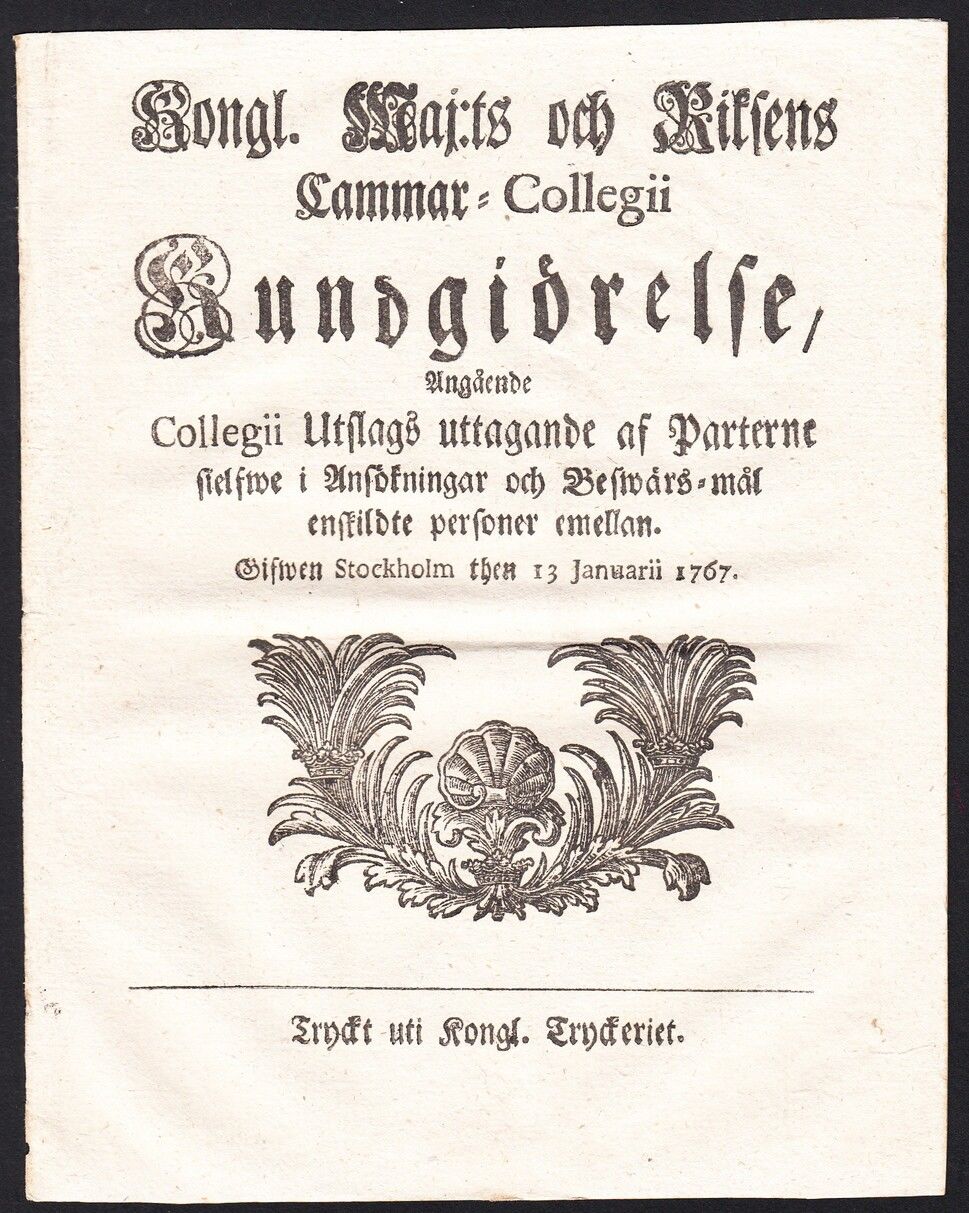 Kongl. Maj:ts och Riksens
Cammar-Collegii
Kundgiörelse,
Angående
Collegii Utslags uttagande af Parterne
sielfwe i Ansökningar och Beswärs-mål
enskildte personer emellan.
Gifwen Stockholm then 13 Januarii 1767.
Tryckt uti Kongl. Tryckeriet.